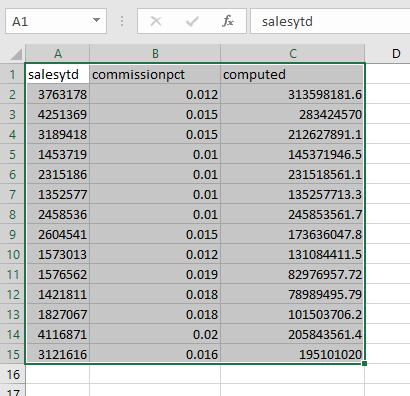 A1 fx salesytd
A B C D
1 salesytd commissionpct computed
2 3763178 0.012 313598181.6
3 4251369 0.015 283424570
4 3189418 0.015 212627891.1
5 1453719 0.01 145371946.5
6 2315186 0.01 231518561.1
7 1352577 0.01 135257713.3
8 2458536 0.01 245853561.7
9 2604541 0.015 173636047.8
10 1573013 0.012 131084411.5
11 1576562 0.019 82976957.72
12 1421811 0.018 78989495.79
13 1827067 0.018 101503706.2
14 4116871 0.02 205843561.4
15 3121616 0.016 195101020
16
17